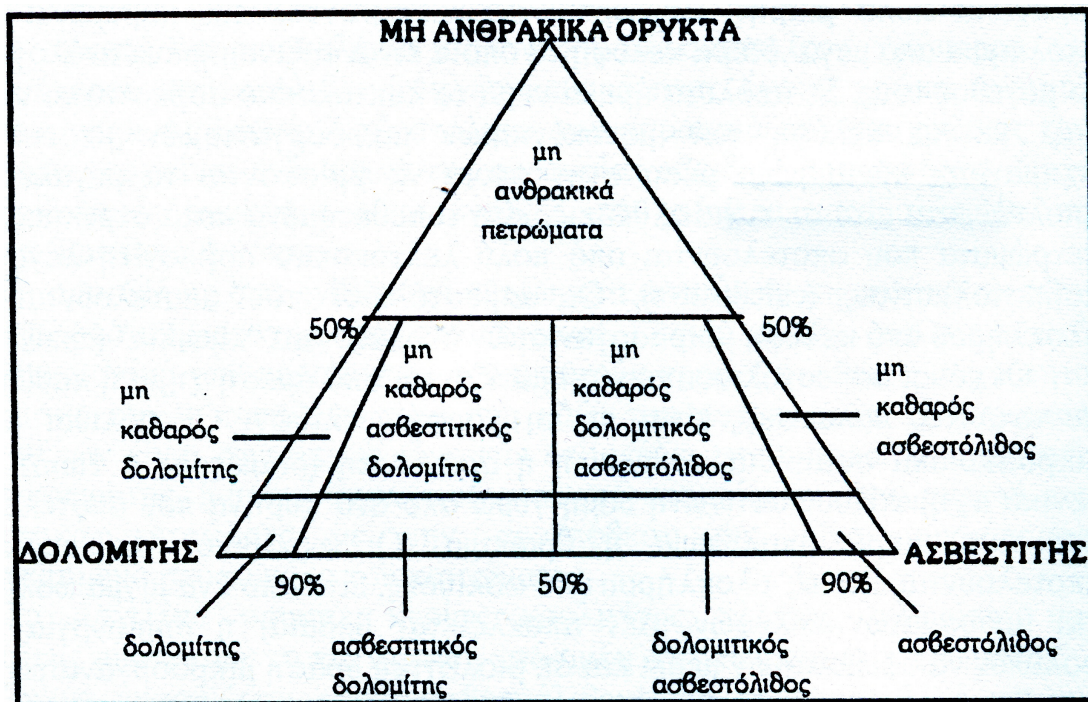 ΜΗ ΑΝΘΡΑΚΙΚΑ ΟΡΥΚΤΑ
μη
ανθρακικά
πετρώματα
50%
50%
μη
καθαρός
δολομίτης
μη
καθαρός
ασβεστιτικός
δολομίτης
μη
καθαρός
δολομιτικός
ασβεστόλιθος
μη
καθαρός
ασβεστόλιθος
ΔΟΛΟΜΙΤΗΣ
ΑΣΒΕΣΤΙΤΗΣ
90%
50%
90%
δολομίτης
ασβεστιτικός
δολομίτης
δολομιτικός
ασβεστόλιθος
ασβεστόλιθος